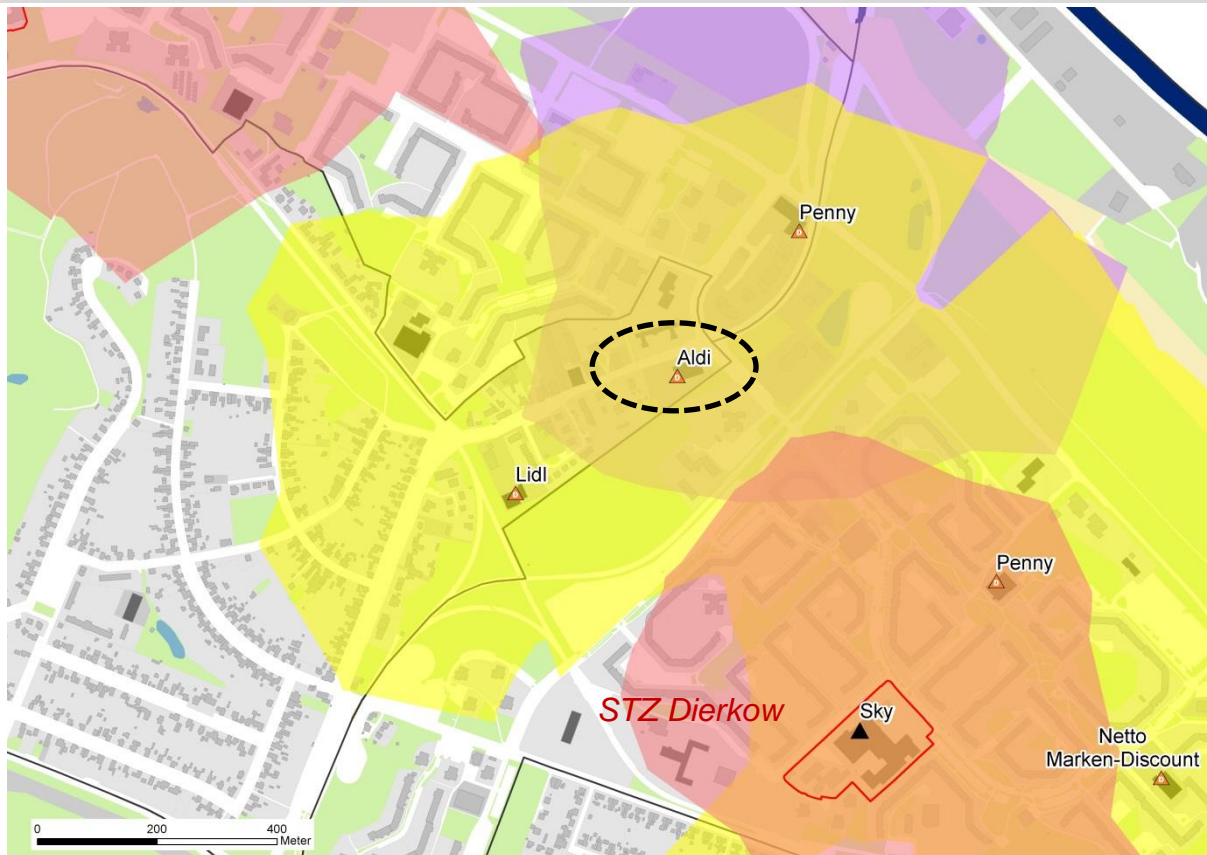 Penny
Aldi
Lidl
Penny
STZ Dierkow
Sky
Netto
Marken-Discount
0 200 400
Meter